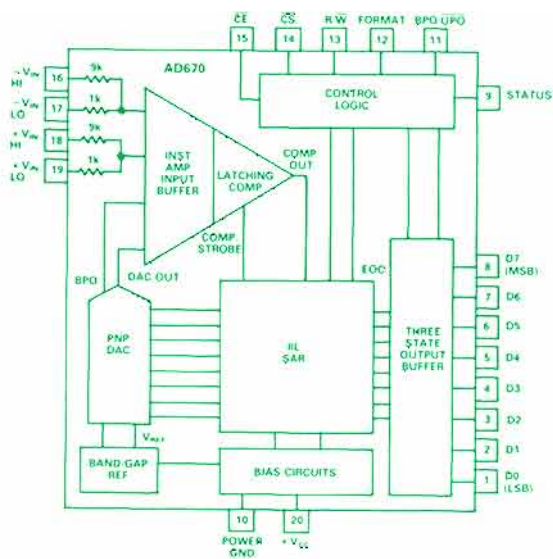 CE CS R/W FORMAT BPO/UPO
15 14 13 12 11
AD670
− VIN HI 16 9k
− VIN LO 17 1k
+ VIN HI 18 9k
+ VIN LO 19 1k
CONTROL LOGIC
9 STATUS
INST AMP INPUT BUFFER
LATCHING COMP
COMP OUT
COMP STROBE
BPO
DAC OUT
EOC
PNP DAC
IIL SAR
THREE STATE OUTPUT BUFFER
8 D7 (MSB)
7 D6
6 D5
5 D4
4 D3
3 D2
2 D1
1 D0 (LSB)
VREF
BAND-GAP REF
BIAS CIRCUITS
10 20
POWER GND
+ VCC